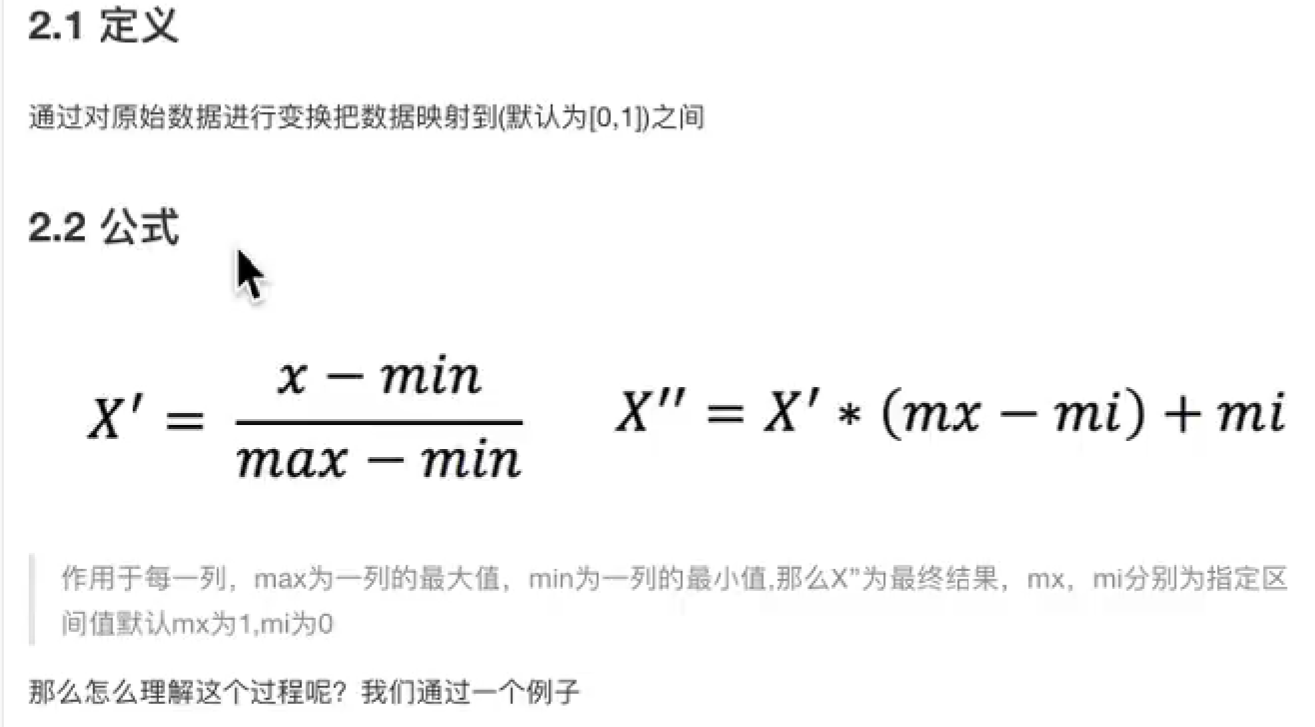 2.1 定义
通过对原始数据进行变换把数据映射到(默认为[0,1])之间
2.2 公式
X′ = (x − min) / (max − min)    X′′ = X′ * (mx − mi) + mi
作用于每一列，max为一列的最大值，min为一列的最小值,那么X”为最终结果，mx，mi分别为指定区
间值默认mx为1,mi为0
那么怎么理解这个过程呢？我们通过一个例子